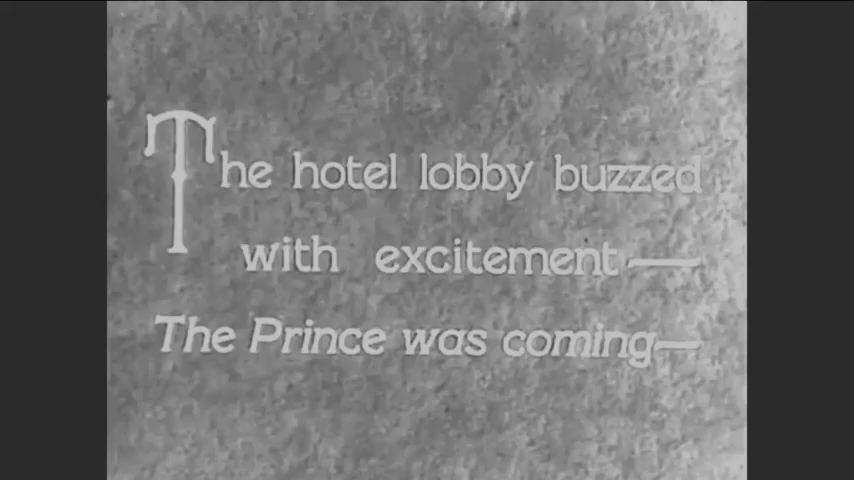 The hotel lobby buzzed
with excitement —
The Prince was coming —